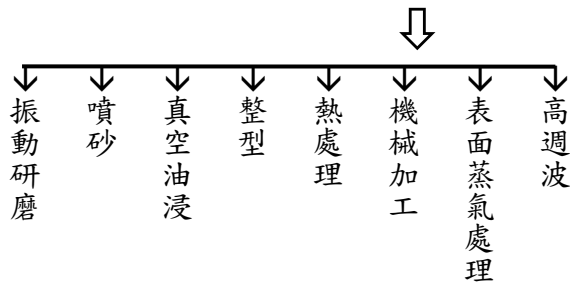 振動研磨
噴砂
真空油浸
整型
熱處理
機械加工
表面蒸氣處理
高週波